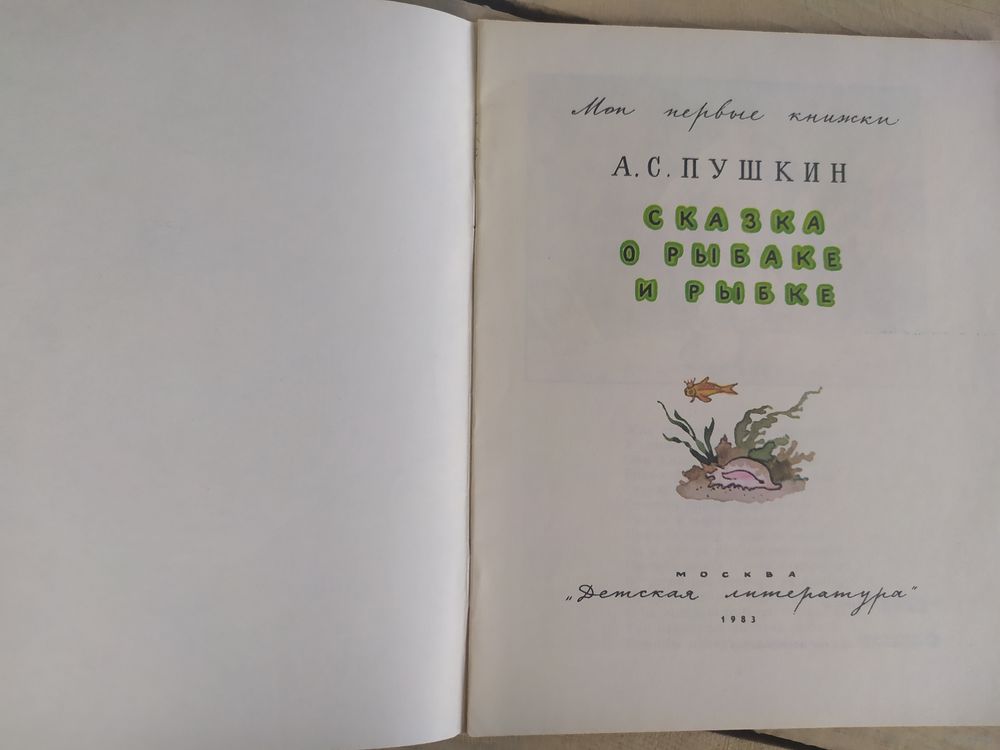 Мои первые книжки
А.С. ПУШКИН
СКАЗКА
О РЫБАКЕ
И РЫБКЕ
МОСКВА
„Детская литература"
1983